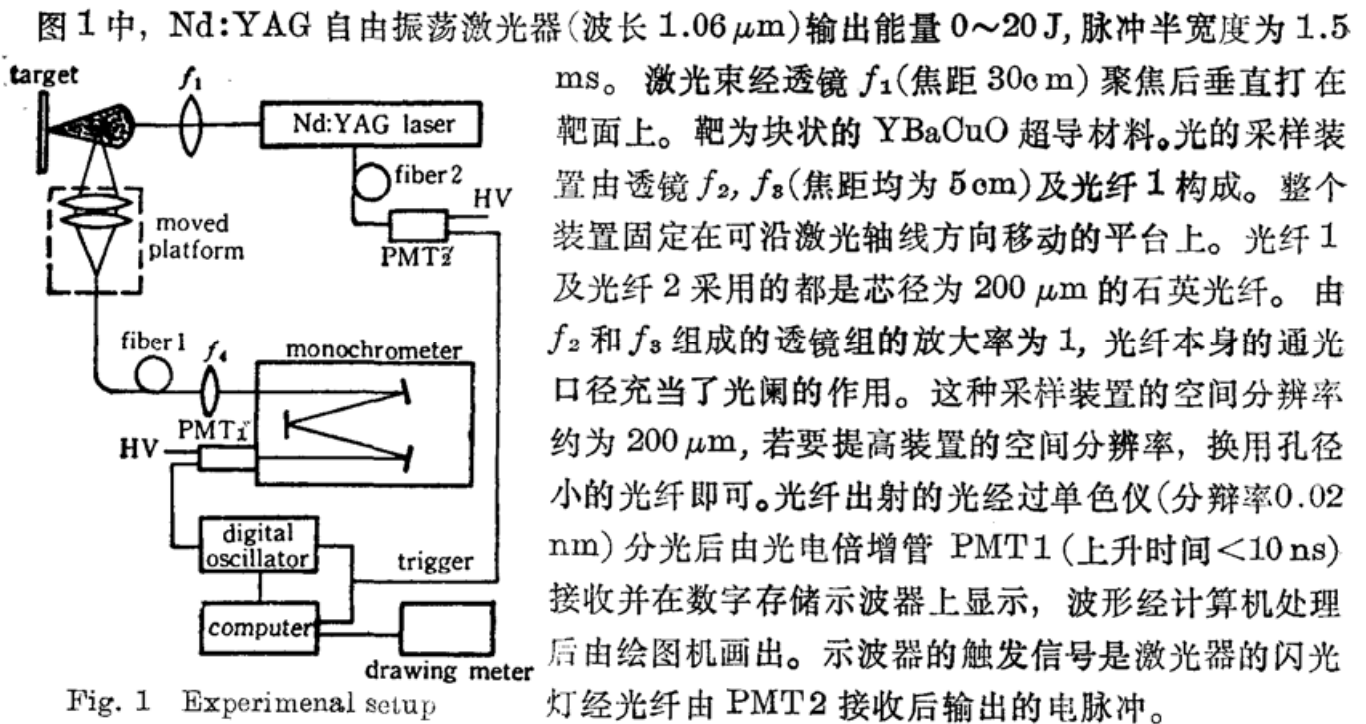 图 1 中, Nd:YAG 自由振荡激光器(波长 1.06 μm)输出能量 0～20 J, 脉冲半宽度为 1.5
ms。 激光束经透镜 f₁(焦距 30cm) 聚焦后垂直打在
靶面上。靶为块状的 YBaCuO 超导材料。光的采样装
置由透镜 f₂, f₃(焦距均为 5cm)及光纤 1 构成。整个
装置固定在可沿激光轴线方向移动的平台上。光纤 1
及光纤 2 采用的都是芯径为 200 μm 的石英光纤。 由
f₂ 和 f₃ 组成的透镜组的放大率为 1, 光纤本身的通光
口径充当了光阑的作用。这种采样装置的空间分辨率
约为 200 μm, 若要提高装置的空间分辨率, 换用孔径
小的光纤即可。光纤出射的光经过单色仪(分辩率0.02
nm) 分光后由光电倍增管 PMT1 (上升时间<10 ns)
接收并在数字存储示波器上显示, 波形经计算机处理
后由绘图机画出。示波器的触发信号是激光器的闪光
灯经光纤由 PMT2 接收后输出的电脉冲。
target
f₁
Nd:YAG laser
fiber2
HV
PMT2
moved
platform
fiber1
f₄
monochrometer
PMT1
HV
digital
oscillator
trigger
computer
drawing meter
Fig. 1 Experimenal setup